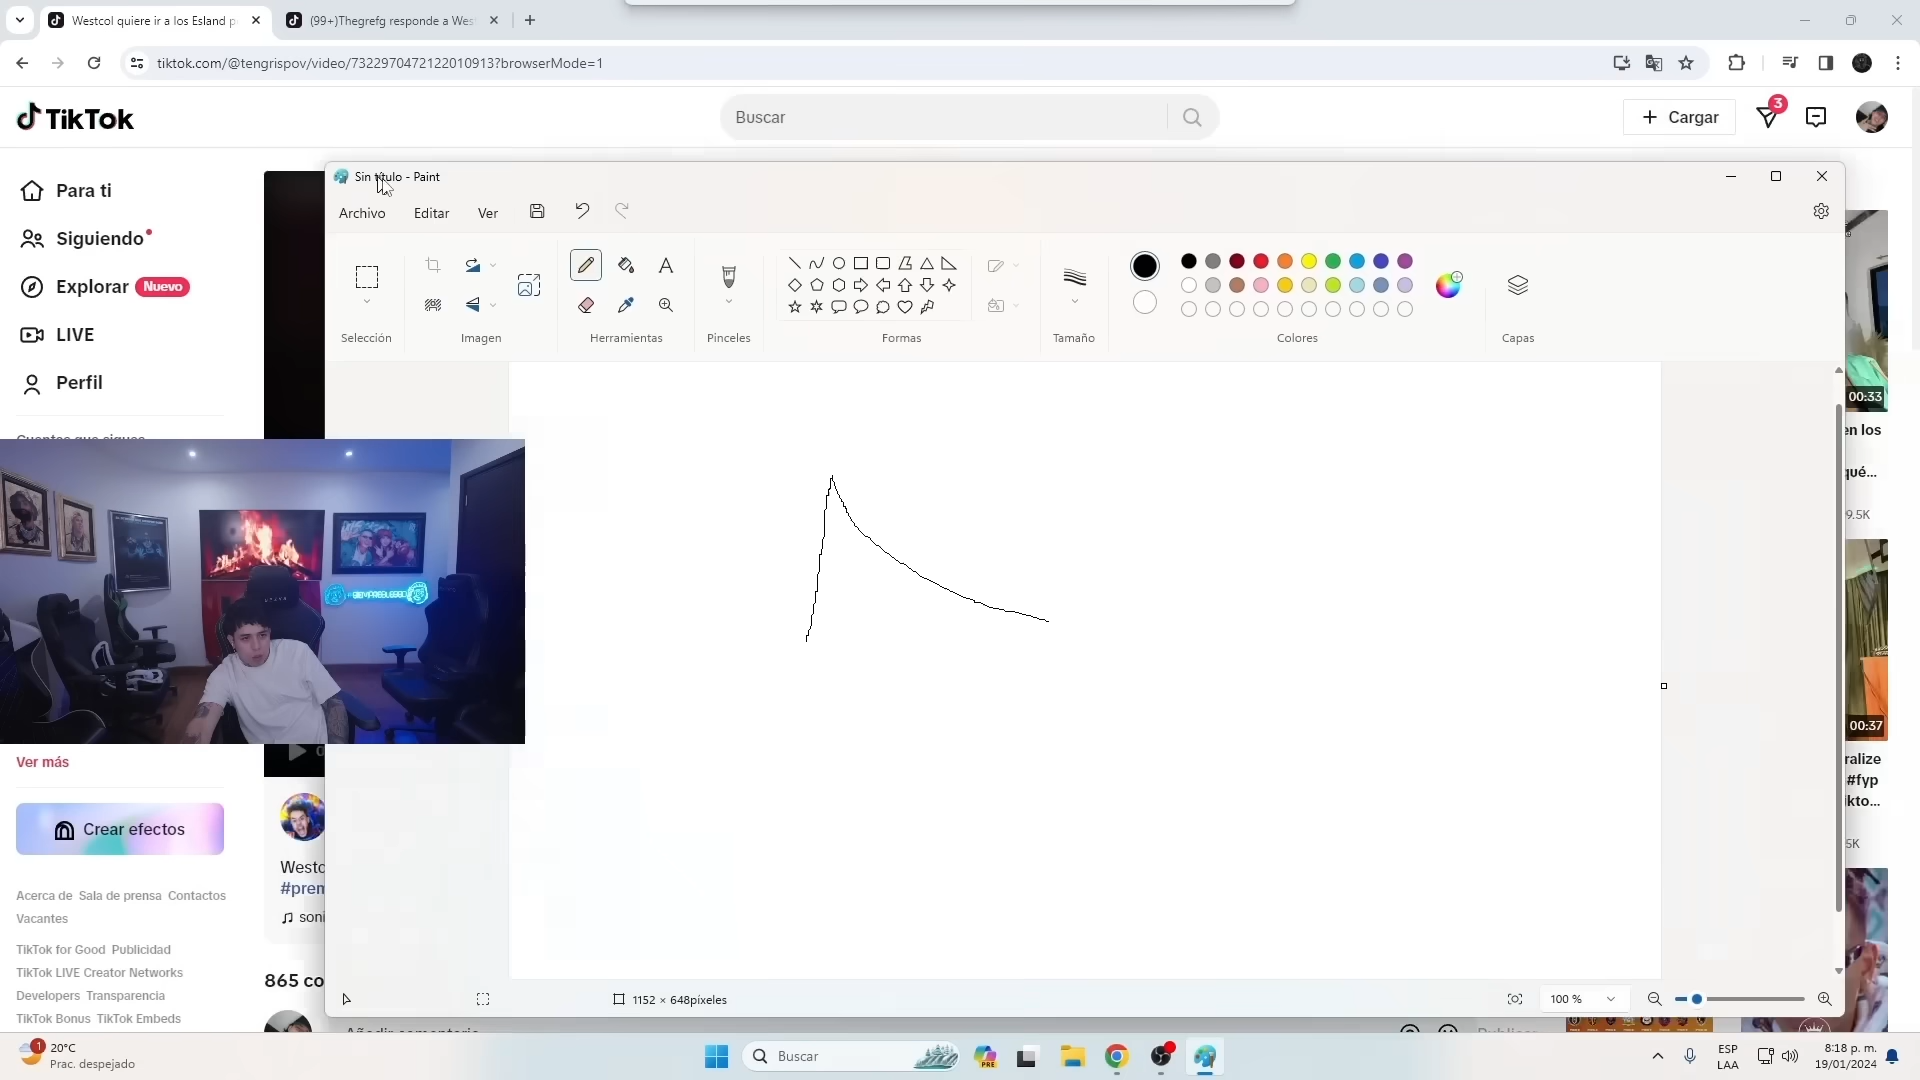 Westcol quiere ir a los Esland p
(99+)Thegrefg responde a Wes
tiktok.com/@tengrispov/video/7322970472122010913?browserMode=1
TikTok
Buscar
Cargar
3
Para ti
Siguiendo
Explorar
Nuevo
LIVE
Perfil
Sin título - Paint
Archivo
Editar
Ver
Selección
Imagen
Herramientas
Pinceles
Formas
Tamaño
Colores
Capas
Ver más
Crear efectos
Acerca de Sala de prensa Contactos
Vacantes
TikTok for Good Publicidad
TikTok LIVE Creator Networks
Developers Transparencia
TikTok Bonus TikTok Embeds
Westc
#prem
soni
865 co
00:33
en los
qué...
9.5K
00:37
ralize
#fyp
ikto...
5K
1152 × 648píxeles
100 %
1
20°C
Prac. despejado
Buscar
PRE
ESP
LAA
8:18 p. m.
19/01/2024